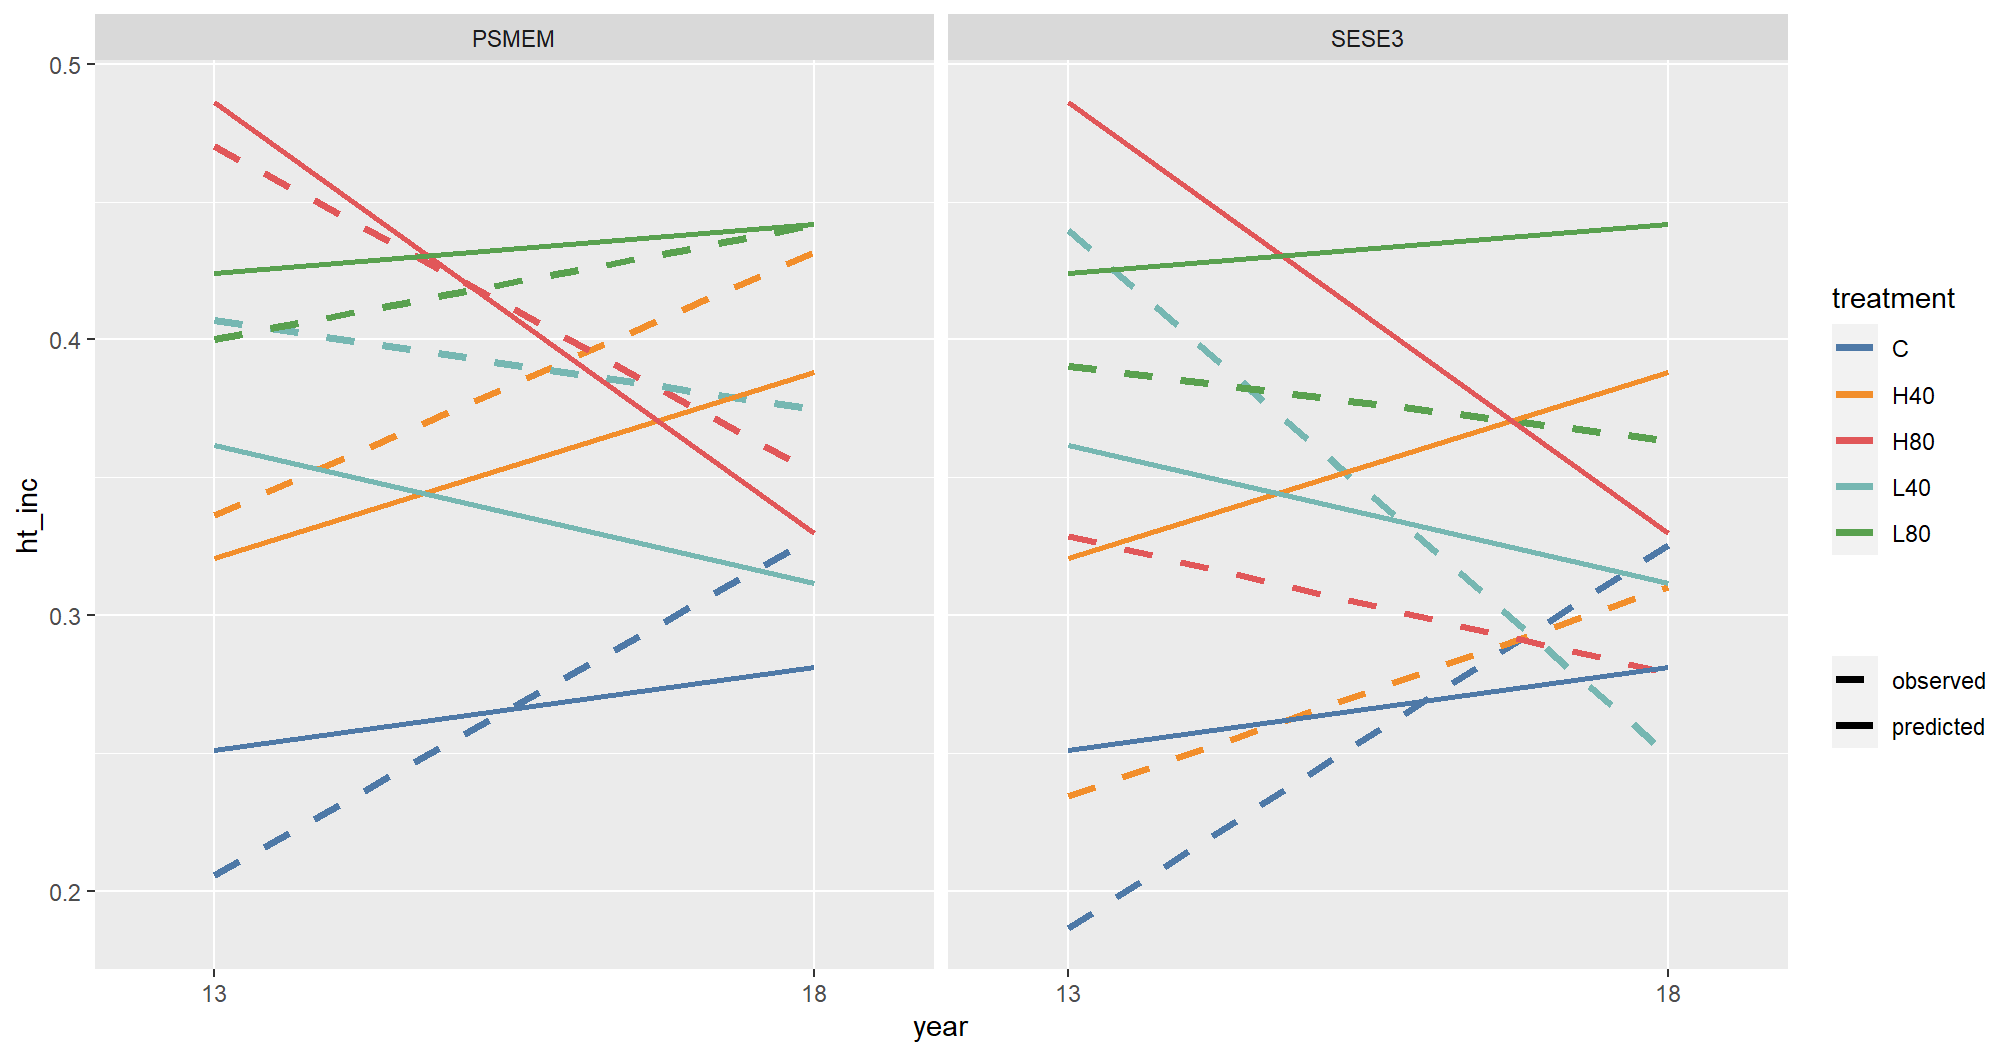 PSMEM
SESE3
0.5
0.4
0.3
0.2
ht_inc
13
18
13
18
year
treatment
C
H40
H80
L40
L80
observed
predicted